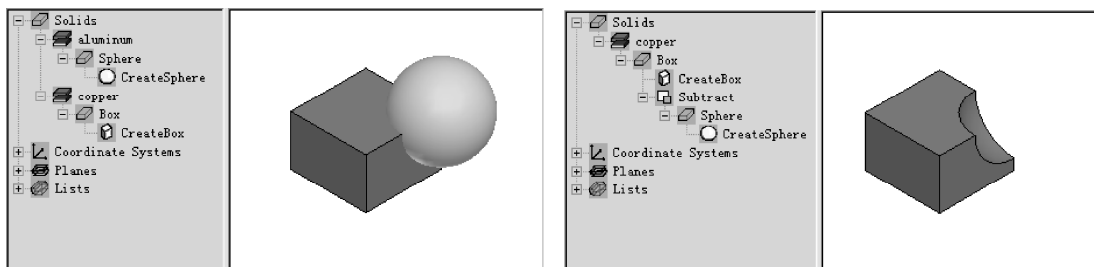 Solids
aluminum
Sphere
CreateSphere
copper
Box
CreateBox
Coordinate Systems
Planes
Lists
Solids
copper
Box
CreateBox
Subtract
Sphere
CreateSphere
Coordinate Systems
Planes
Lists